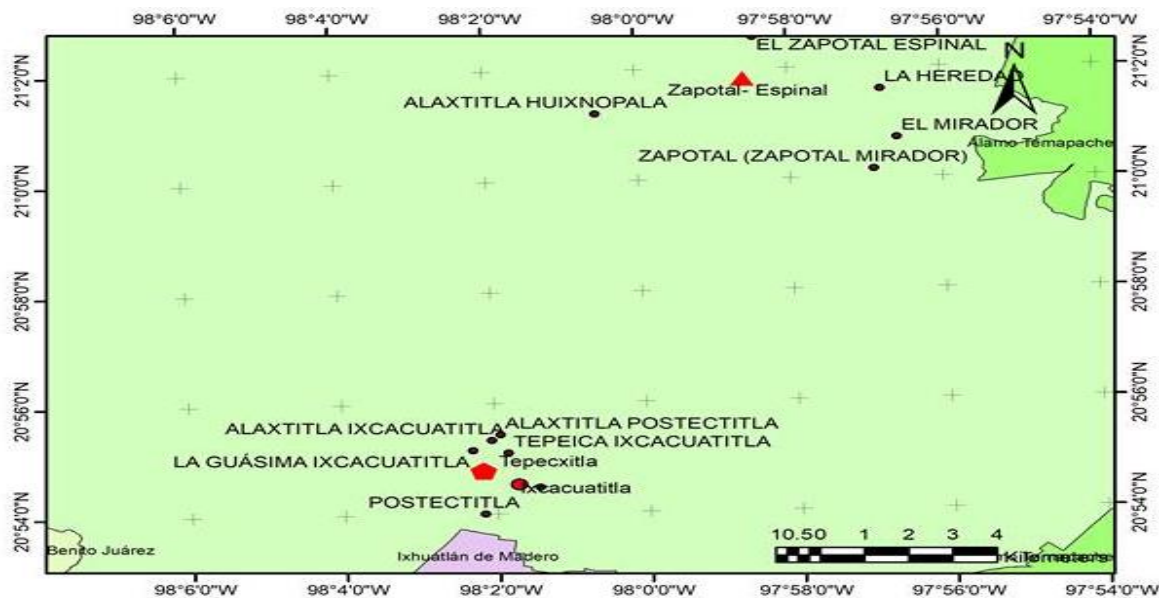 98°6'0"W 98°4'0"W 98°2'0"W 98°0'0"W 97°58'0"W 97°56'0"W 97°54'0"W
EL ZAPOTAL ESPINAL
N
21°2'0"N
21°2'0"N
LA HEREDAD
Zapotal- Espinal
ALAXTITLA HUIXNOPALA
EL MIRADOR
Álamo Temapache
ZAPOTAL (ZAPOTAL MIRADOR)
21°0'0"N
21°0'0"N
20°58'0"N
20°58'0"N
20°56'0"N
20°56'0"N
ALAXTITLA POSTECTITLA
ALAXTITLA IXCACUATITLA
TEPEICA IXCACUATITLA
LA GUÁSIMA IXCACUATITLA
Tepecxitla
Ixcacuatitla
POSTECTITLA
20°54'0"N
20°54'0"N
10.50 1 2 3 4
Benito Juárez
Ixhuatlán de Madero
Kilometers
98°6'0"W 98°4'0"W 98°2'0"W 98°0'0"W 97°58'0"W 97°56'0"W 97°54'0"W